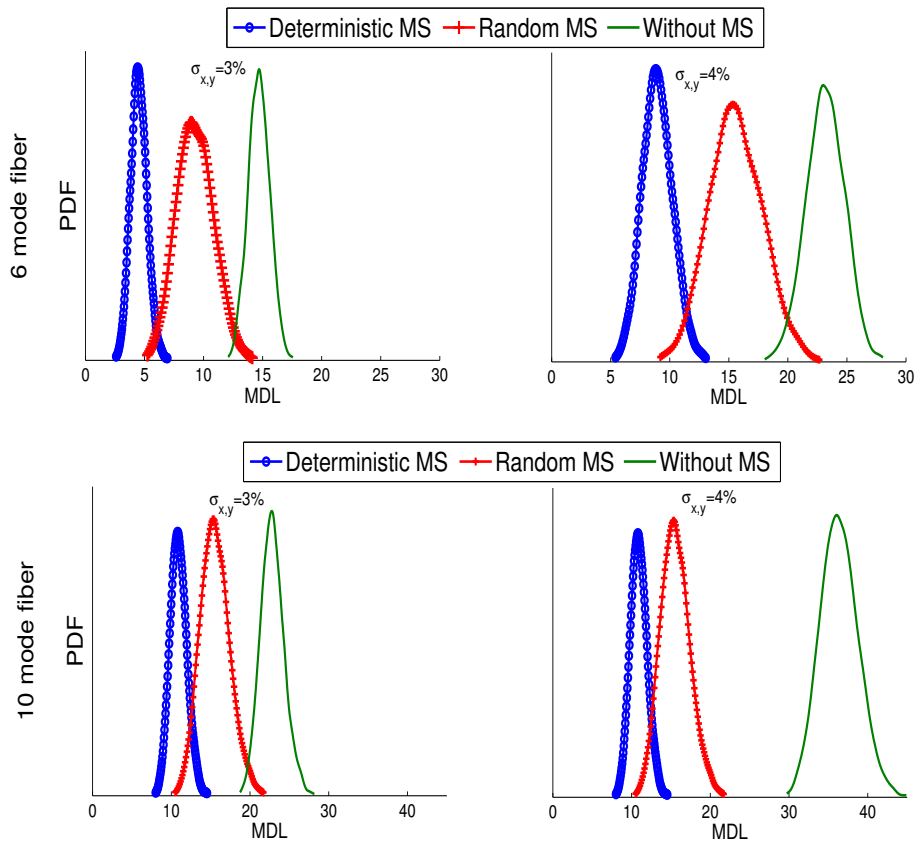 Deterministic MS Random MS Without MS
σx,y=3%
σx,y=4%
6 mode fiber
PDF
0 5 10 15 20 25 30
MDL
0 5 10 15 20 25 30
MDL
Deterministic MS Random MS Without MS
σx,y=3%
σx,y=4%
10 mode fiber
PDF
0 10 20 30 40
MDL
0 10 20 30 40
MDL